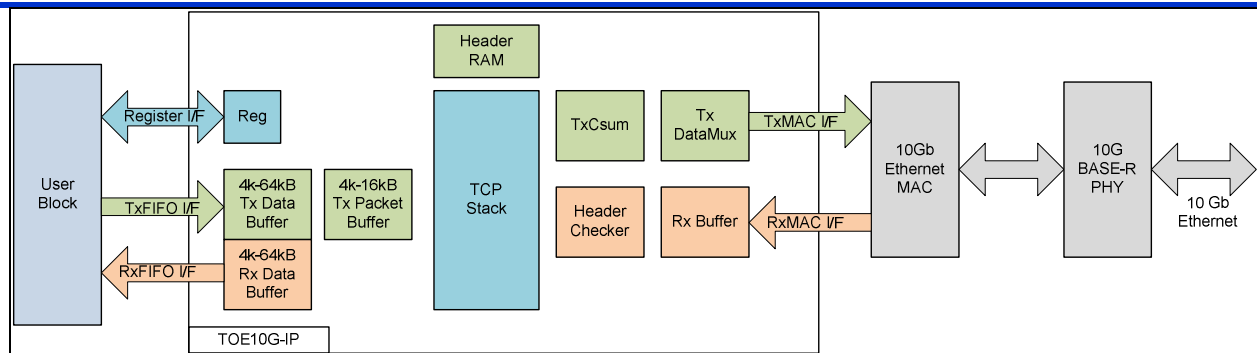 Header
RAM
Register I/F
Reg
User
Block
TxFIFO I/F
4k-64kB
Tx Data
Buffer
4k-16kB
Tx Packet
Buffer
RxFIFO I/F
4k-64kB
Rx Data
Buffer
TCP
Stack
TxCsum
Tx
DataMux
TxMAC I/F
Header
Checker
Rx Buffer
RxMAC I/F
10Gb
Ethernet
MAC
10G
BASE-R
PHY
10 Gb
Ethernet
TOE10G-IP